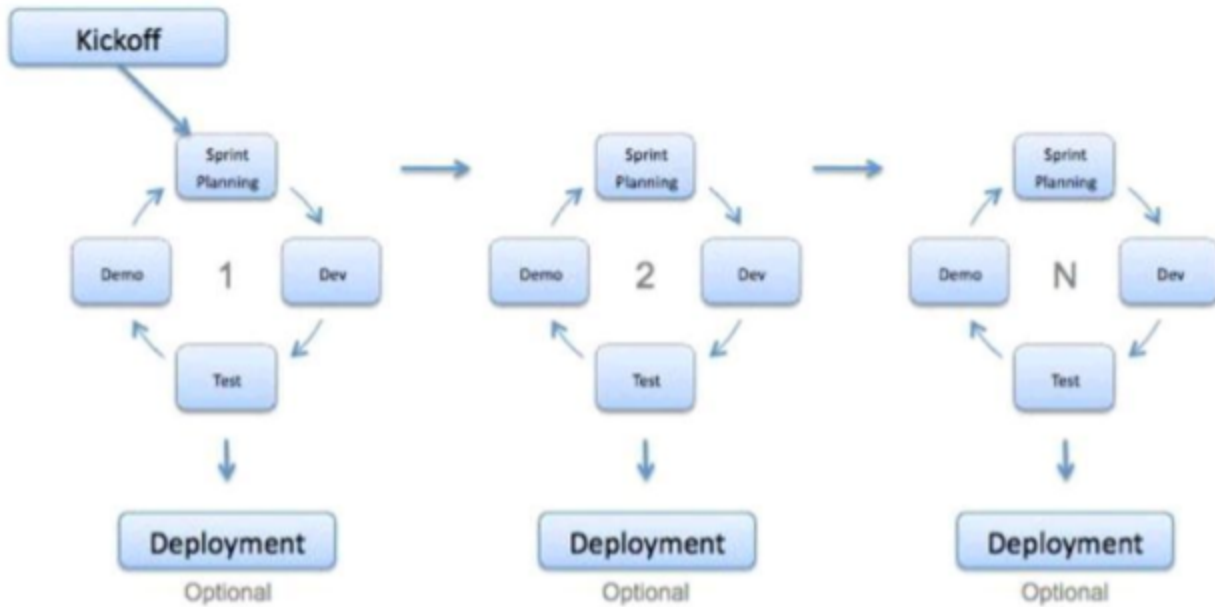 Kickoff
Sprint
Planning
Sprint
Planning
Sprint
Planning
Demo
1
Dev
Demo
2
Dev
Demo
N
Dev
Test
Test
Test
Deployment
Deployment
Deployment
Optional
Optional
Optional